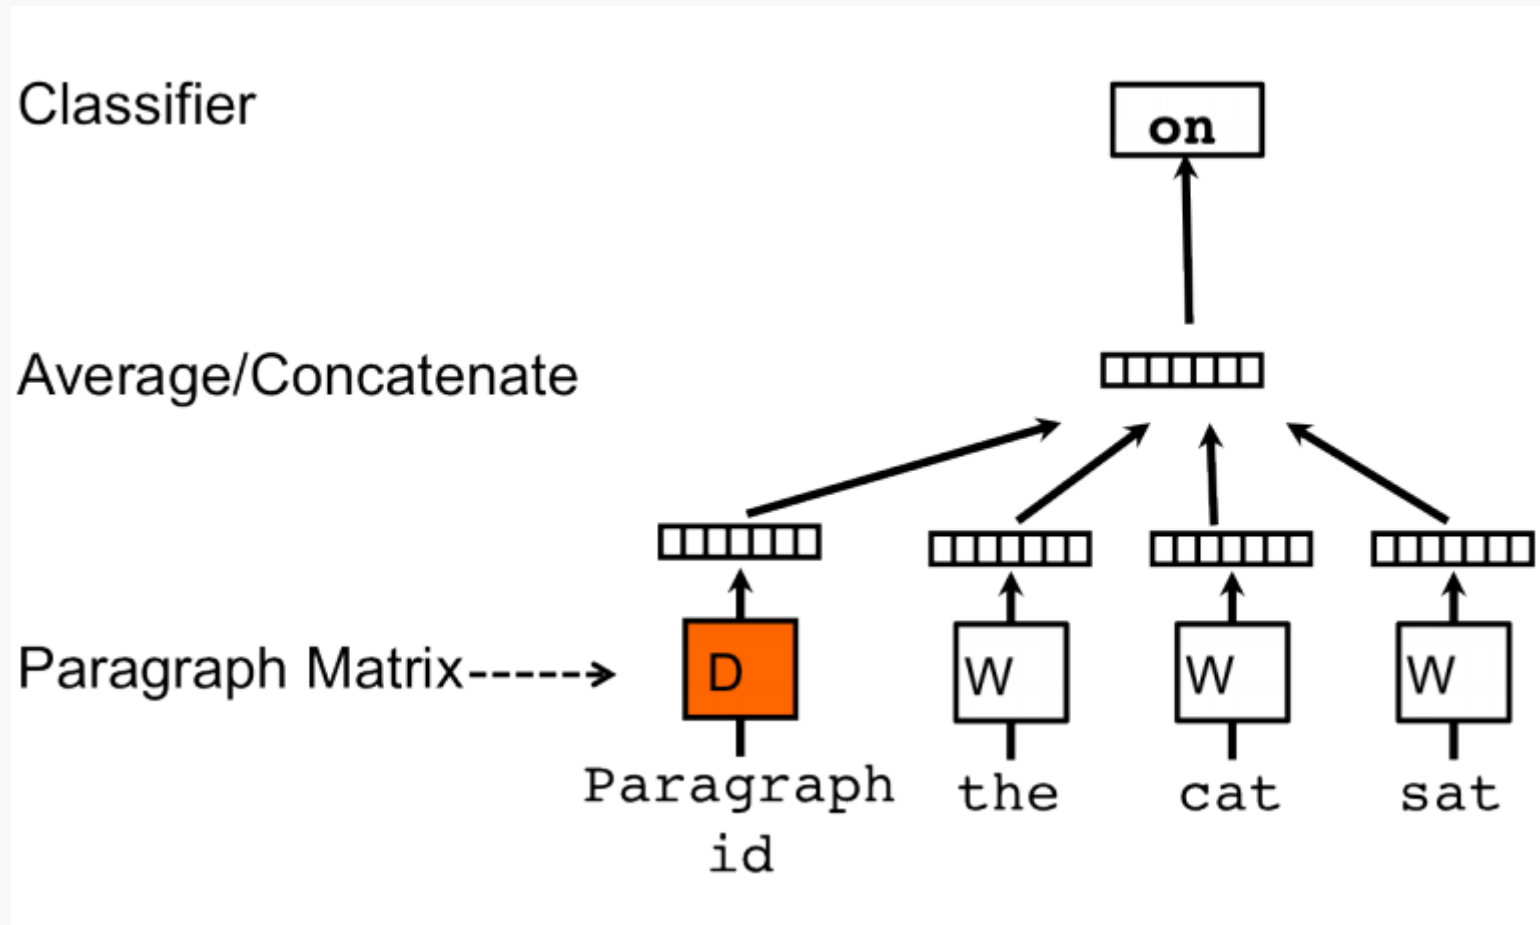 Classifier
on
Average/Concatenate
Paragraph Matrix
D
W
W
W
Paragraph
id
the
cat
sat